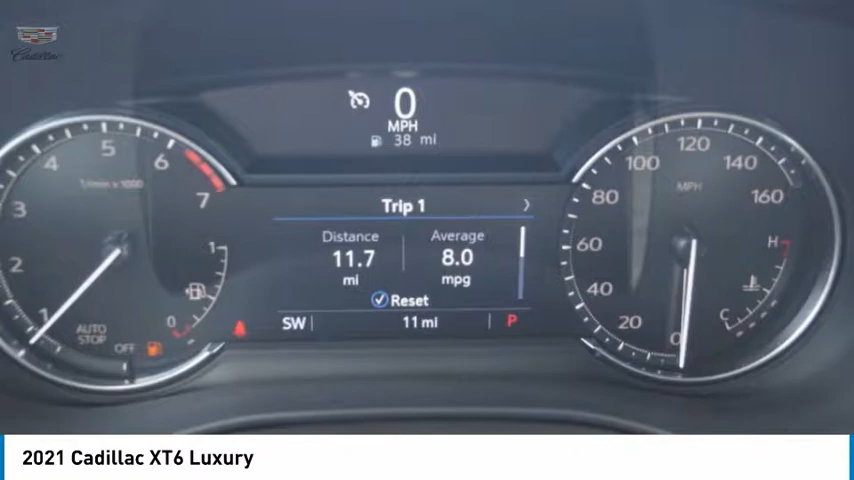 Cadillac
0
MPH
38 mi
Trip 1 >
Distance
11.7
mi
Average
8.0
mpg
Reset
SW
11 mi
P
1
2
3
4
5
6
7
1/min x 1000
AUTO
STOP
OFF
1
0
0
20
40
60
80
100
120
140
160
MPH
H
C
2021 Cadillac XT6 Luxury